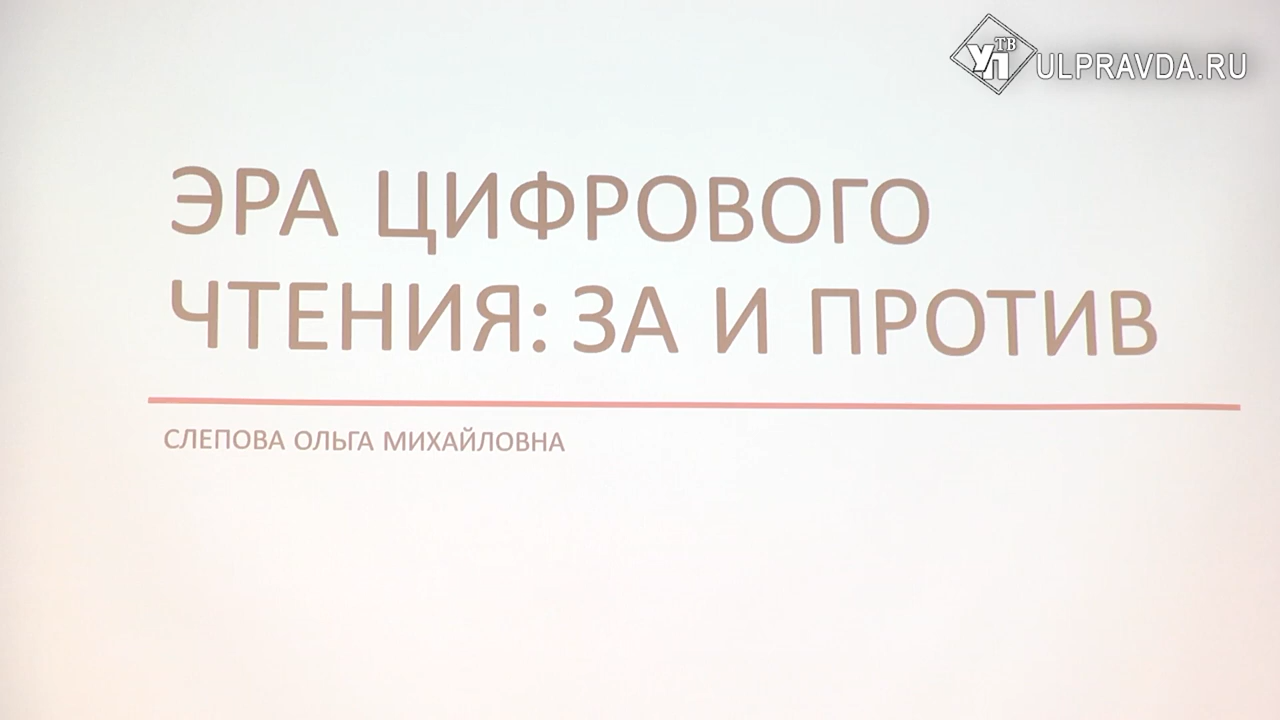 УП ТВ ULPRAVDA.RU
ЭРА ЦИФРОВОГО
ЧТЕНИЯ: ЗА И ПРОТИВ
СЛЕПОВА ОЛЬГА МИХАЙЛОВНА